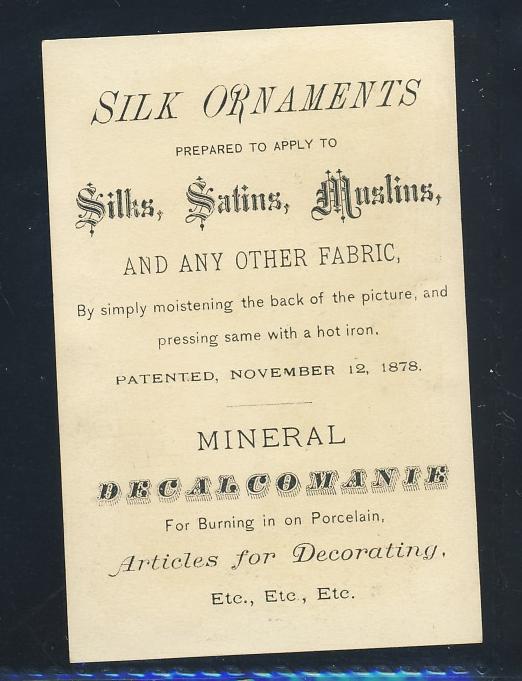 SILK ORNAMENTS
PREPARED TO APPLY TO
Silks, Satins, Muslins,
AND ANY OTHER FABRIC,
By simply moistening the back of the picture, and
pressing same with a hot iron.
PATENTED, NOVEMBER 12, 1878.
MINERAL
DECALCOMANIE
For Burning in on Porcelain,
Articles for Decorating,
Etc., Etc., Etc.